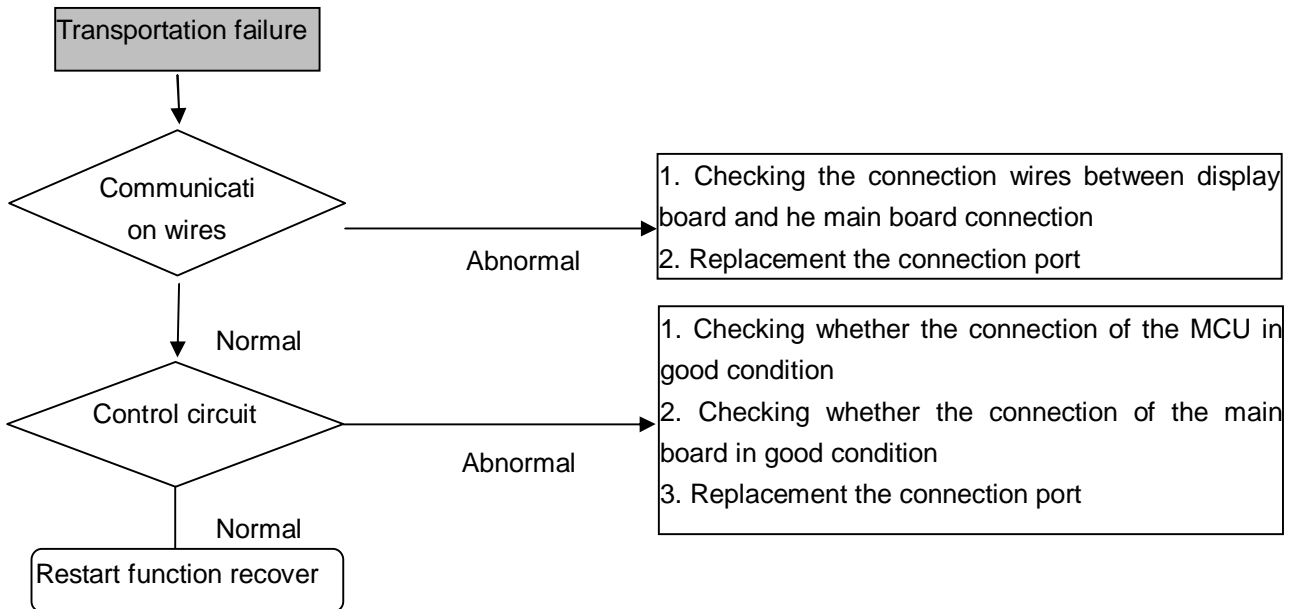 Transportation failure
Communicati
on wires
Abnormal
1. Checking the connection wires between display
board and he main board connection
2. Replacement the connection port
Normal
Control circuit
Abnormal
1. Checking whether the connection of the MCU in
good condition
2. Checking whether the connection of the main
board in good condition
3. Replacement the connection port
Normal
Restart function recover